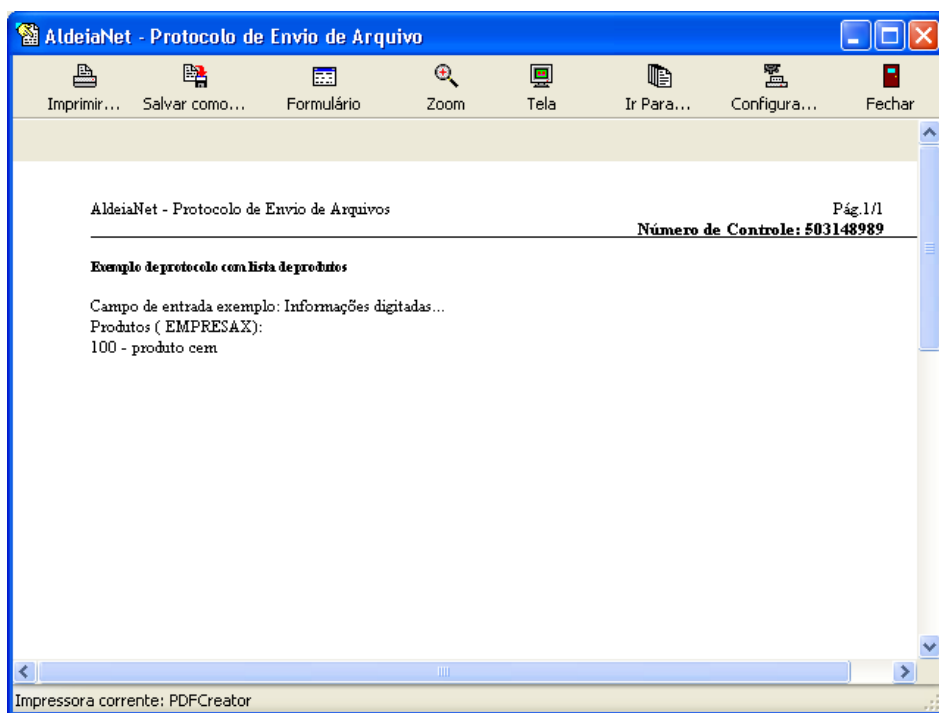 AldeiaNet - Protocolo de Envio de Arquivo
Imprimir... Salvar como... Formulário Zoom Tela Ir Para... Configura... Fechar
AldeiaNet - Protocolo de Envio de Arquivos Pág.1/1
Número de Controle: 503148989
Exemplo de protocolo com lista de produtos
Campo de entrada exemplo: Informações digitadas...
Produtos ( EMPRESAX):
100 - produto cem
Impressora corrente: PDFCreator